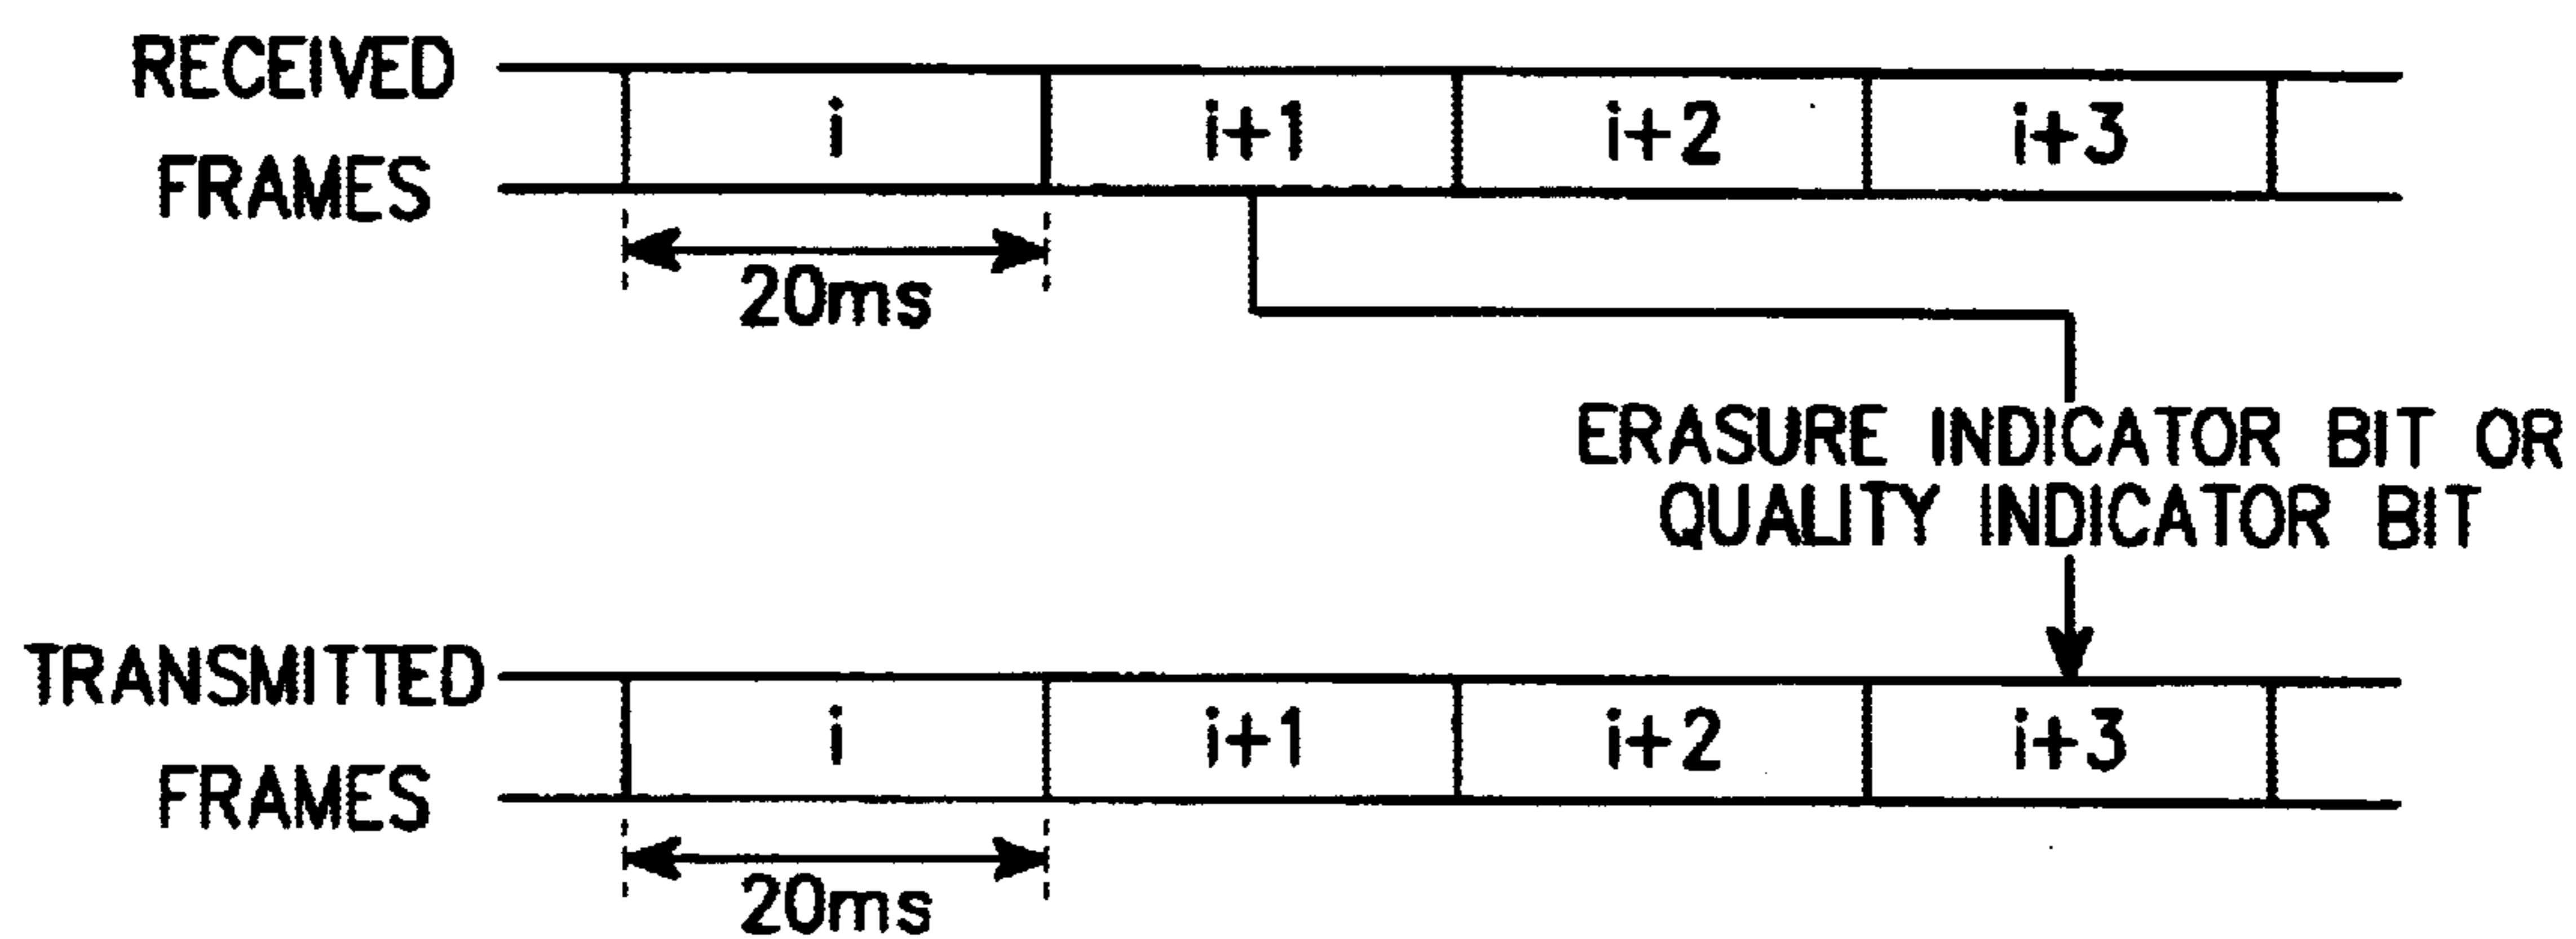 RECEIVED
FRAMES
i
i+1
i+2
i+3
20ms
ERASURE INDICATOR BIT OR
QUALITY INDICATOR BIT
TRANSMITTED
FRAMES
i
i+1
i+2
i+3
20ms